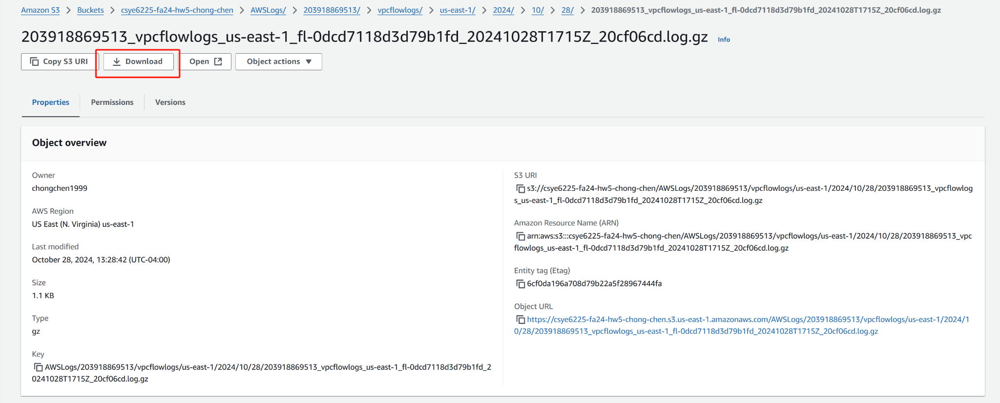 Amazon S3 > Buckets > csye6225-fa24-hw5-chong-chen > AWSLogs/ > 203918869513/ > vpcflowlogs/ > us-east-1/ > 2024/ > 10/ > 28/ > 203918869513_vpcflowlogs_us-east-1_fl-0dcd7118d3d79b1fd_20241028T1715Z_20cf06cd.log.gz
203918869513_vpcflowlogs_us-east-1_fl-0dcd7118d3d79b1fd_20241028T1715Z_20cf06cd.log.gz Info
Copy S3 URI Download Open Object actions
Properties Permissions Versions
Object overview
Owner
chongchen1999
AWS Region
US East (N. Virginia) us-east-1
Last modified
October 28, 2024, 13:28:42 (UTC-04:00)
Size
1.1 KB
Type
gz
Key
AWSLogs/203918869513/vpcflowlogs/us-east-1/2024/10/28/203918869513_vpcflowlogs_us-east-1_fl-0dcd7118d3d79b1fd_2
0241028T1715Z_20cf06cd.log.gz
S3 URI
s3://csye6225-fa24-hw5-chong-chen/AWSLogs/203918869513/vpcflowlogs/us-east-1/2024/10/28/203918869513_vpcflowlog
s_us-east-1_fl-0dcd7118d3d79b1fd_20241028T1715Z_20cf06cd.log.gz
Amazon Resource Name (ARN)
arn:aws:s3:::csye6225-fa24-hw5-chong-chen/AWSLogs/203918869513/vpcflowlogs/us-east-1/2024/10/28/203918869513_vpc
flowlogs_us-east-1_fl-0dcd7118d3d79b1fd_20241028T1715Z_20cf06cd.log.gz
Entity tag (Etag)
6cf0da196a708d79b22a5f28967444fa
Object URL
https://csye6225-fa24-hw5-chong-chen.s3.us-east-1.amazonaws.com/AWSLogs/203918869513/vpcflowlogs/us-east-1/2024/1
0/28/203918869513_vpcflowlogs_us-east-1_fl-0dcd7118d3d79b1fd_20241028T1715Z_20cf06cd.log.gz